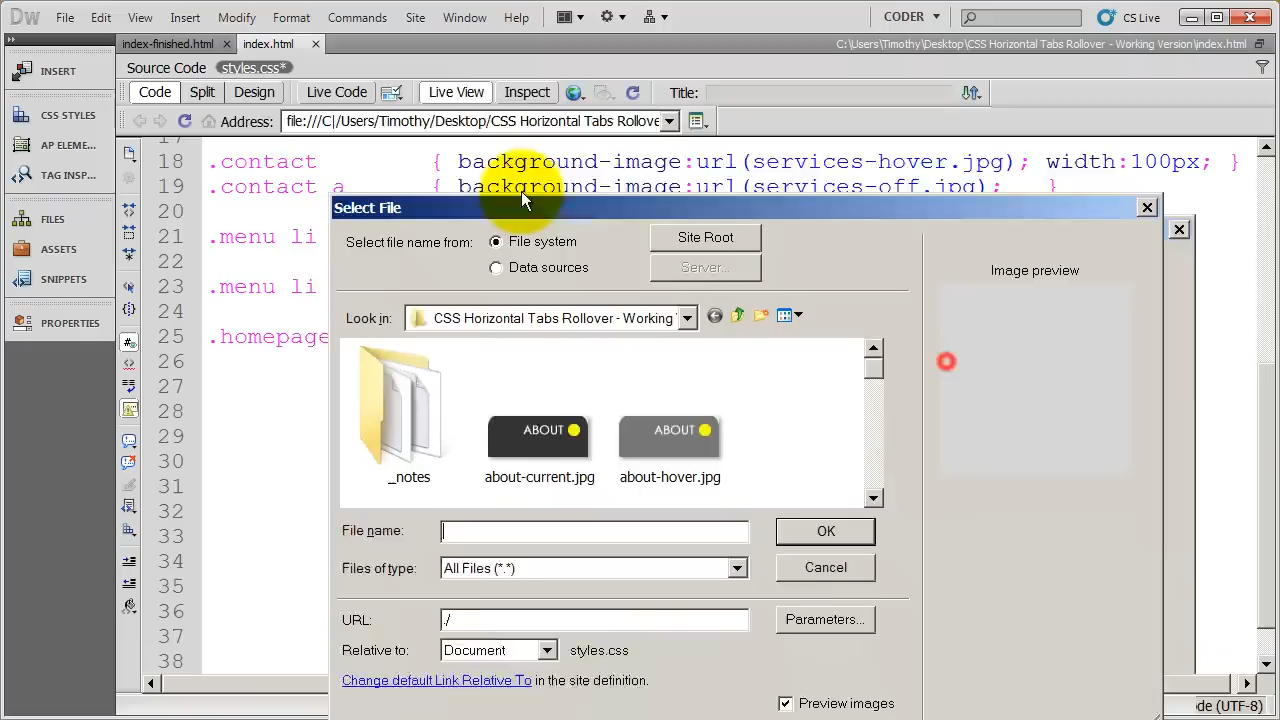 Dw File Edit View Insert Modify Format Commands Site Window Help CODER CS Live
index-finished.html index.html C:\Users\Timothy\Desktop\CSS Horizontal Tabs Rollover - Working Version\index.html
Source Code styles.css*
Code Split Design Live Code Live View Inspect Title:
Address: file:///C|/Users/Timothy/Desktop/CSS Horizontal Tabs Rollove
INSERT
CSS STYLES
AP ELEME...
TAG INSP...
FILES
ASSETS
SNIPPETS
PROPERTIES
17
18 .contact { background-image:url(services-hover.jpg); width:100px; }
19 .contact a { background-image:url(services-off.jpg); }
20
21 .menu li
22
23 .menu li
24
25 .homepage
26
27
28
29
30
31
32
33
34
35
36
37
38
Select File
Select file name from: File system Site Root
Data sources Server...
Image preview
Look in: CSS Horizontal Tabs Rollover - Working
ABOUT ABOUT
_notes about-current.jpg about-hover.jpg
File name: OK
Files of type: All Files (*.*) Cancel
URL: ./ Parameters...
Relative to: Document styles.css
Change default Link Relative To in the site definition.
Preview images
ode (UTF-8)